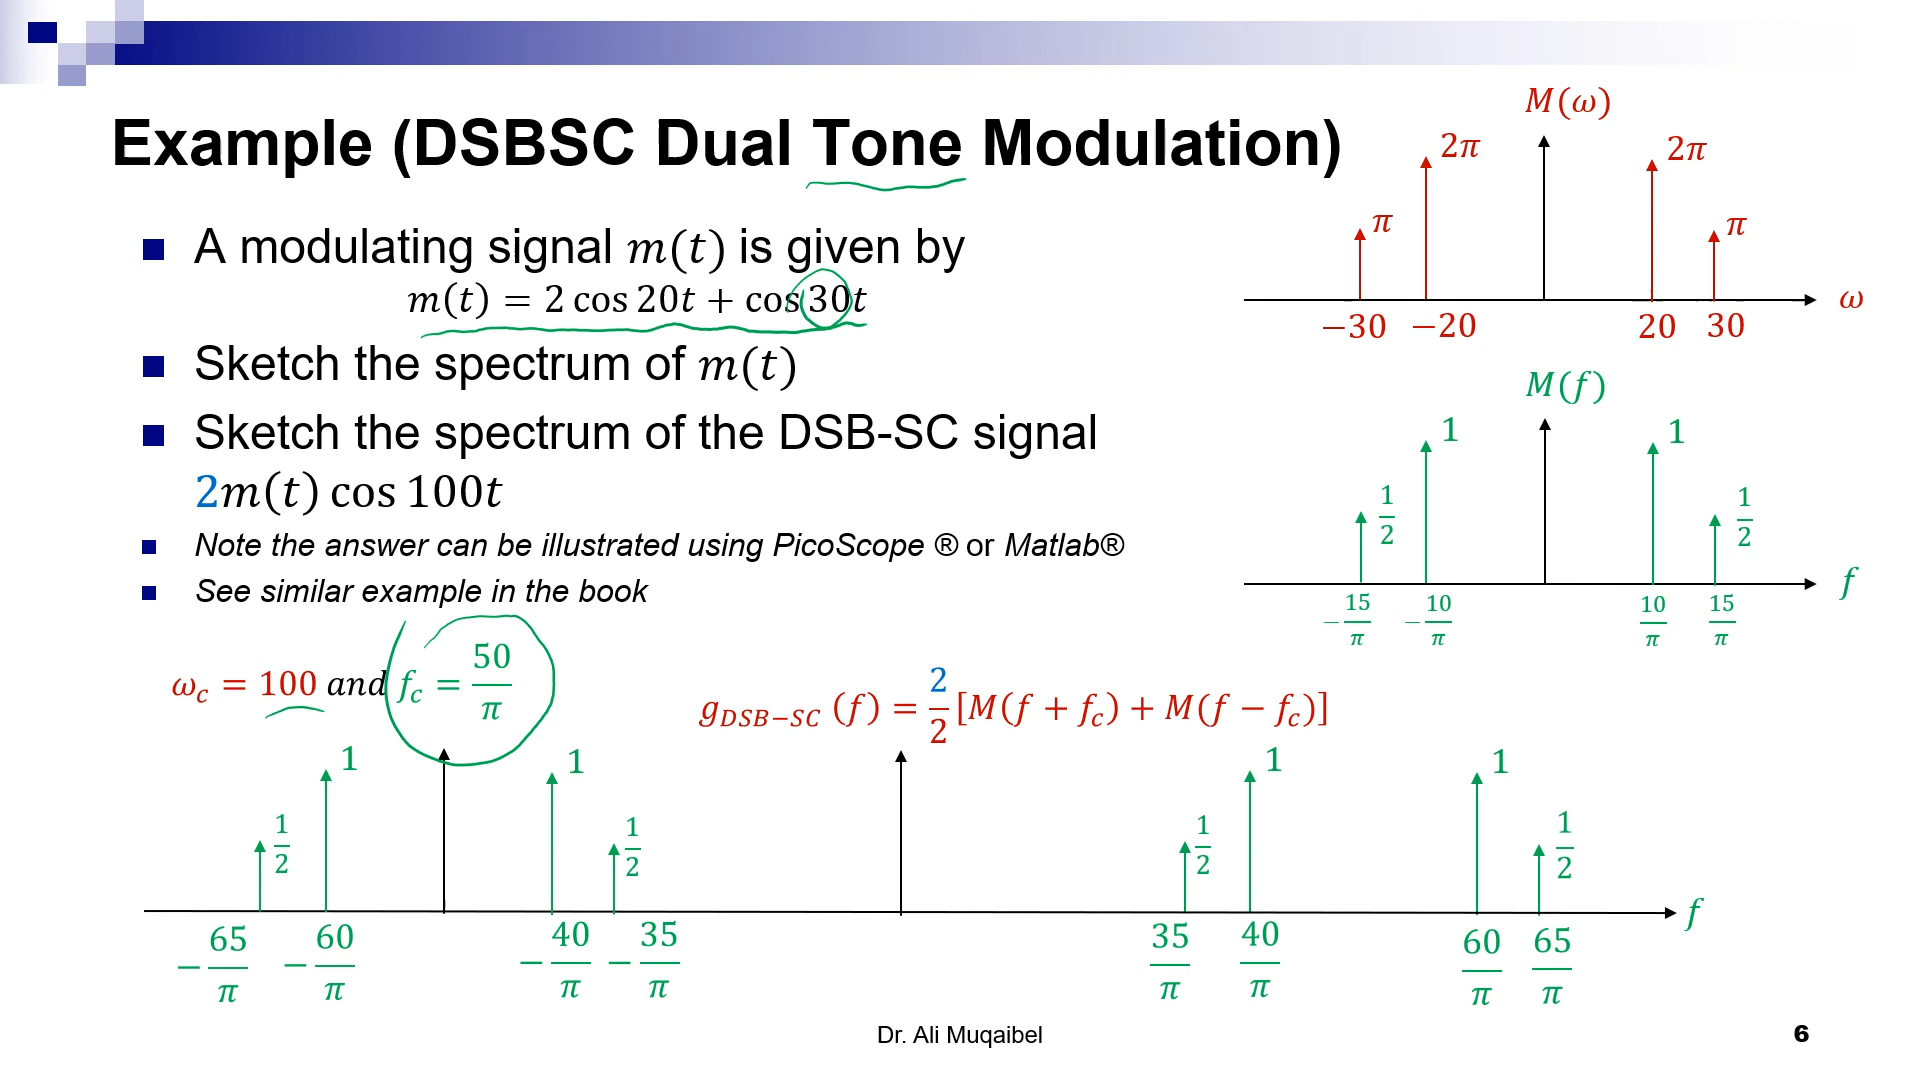 Example (DSBSC Dual Tone Modulation)
A modulating signal m(t) is given by
m(t) = 2 cos 20t + cos 30t
Sketch the spectrum of m(t)
Sketch the spectrum of the DSB-SC signal
2m(t) cos 100t
Note the answer can be illustrated using PicoScope ® or Matlab®
See similar example in the book
M(ω)
π 2π 2π π
ω
−30 −20 20 30
M(f)
1/2 1 1 1/2
f
−15/π −10/π 10/π 15/π
ω_c = 100 and f_c = 50/π
g_DSB−SC (f) = 2/2 [M(f + f_c) + M(f − f_c)]
1/2 1 1 1/2 1/2 1 1 1/2
f
−65/π −60/π −40/π −35/π 35/π 40/π 60/π 65/π
Dr. Ali Muqaibel
6